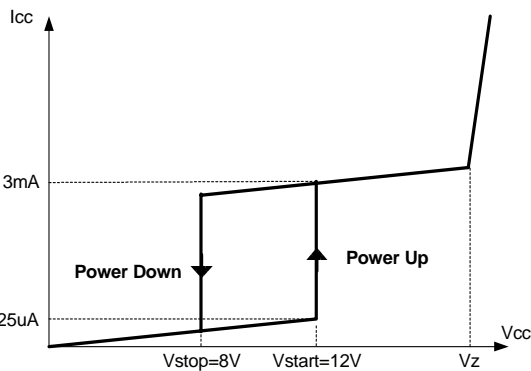 Icc
3mA
Power Down
Power Up
25uA
Vcc
Vstop=8V Vstart=12V Vz